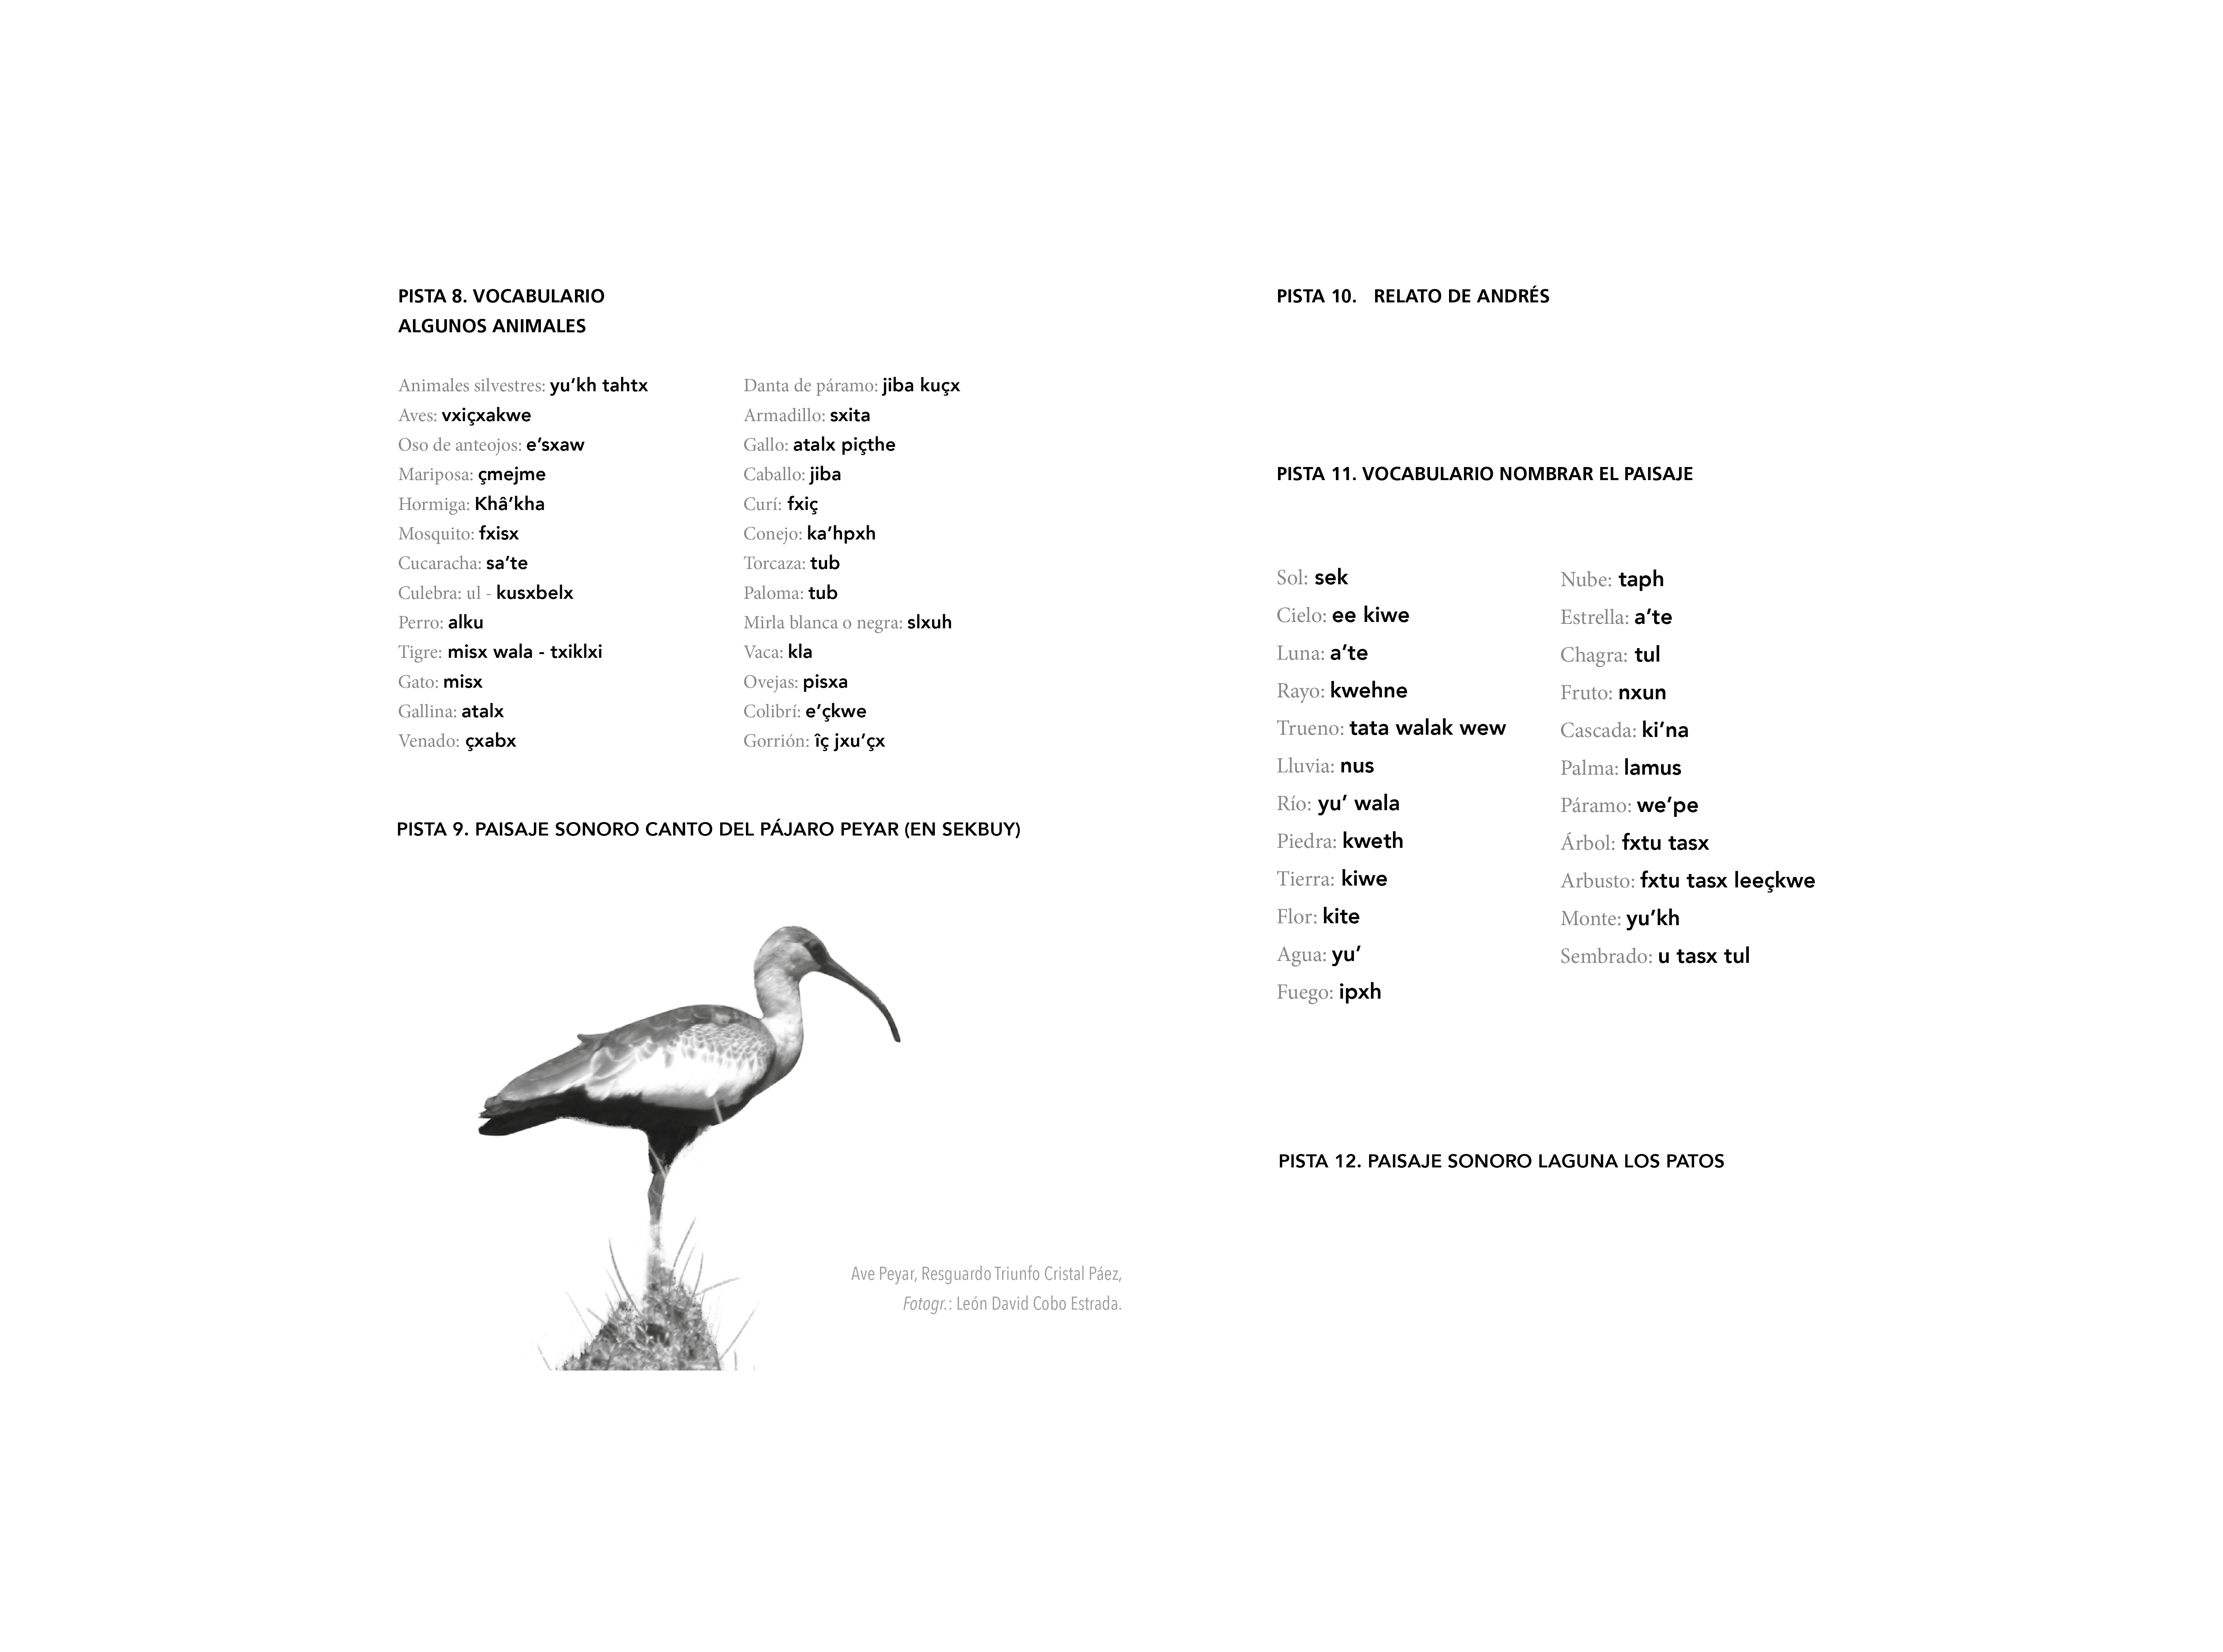 PISTA 8. VOCABULARIO
ALGUNOS ANIMALES
Animales silvestres: yu’kh tahtx
Aves: vxiçxakwe
Oso de anteojos: e’sxaw
Mariposa: çmejme
Hormiga: Khâ’kha
Mosquito: fxisx
Cucaracha: sa’te
Culebra: ul - kusxbelx
Perro: alku
Tigre: misx wala - txiklxi
Gato: misx
Gallina: atalx
Venado: çxabx
Danta de páramo: jiba kuçx
Armadillo: sxita
Gallo: atalx piçthe
Caballo: jiba
Curí: fxiç
Conejo: ka’hpxh
Torcaza: tub
Paloma: tub
Mirla blanca o negra: slxuh
Vaca: kla
Ovejas: pisxa
Colibrí: e’çkwe
Gorrión: îç jxu’çx
PISTA 9. PAISAJE SONORO CANTO DEL PÁJARO PEYAR (EN SEKBUY)
Ave Peyar, Resguardo Triunfo Cristal Páez,
Fotogr.: León David Cobo Estrada.
PISTA 10. RELATO DE ANDRÉS
PISTA 11. VOCABULARIO NOMBRAR EL PAISAJE
Sol: sek
Cielo: ee kiwe
Luna: a’te
Rayo: kwehne
Trueno: tata walak wew
Lluvia: nus
Río: yu’ wala
Piedra: kweth
Tierra: kiwe
Flor: kite
Agua: yu’
Fuego: ipxh
Nube: taph
Estrella: a’te
Chagra: tul
Fruto: nxun
Cascada: ki’na
Palma: lamus
Páramo: we’pe
Árbol: fxtu tasx
Arbusto: fxtu tasx leeçkwe
Monte: yu’kh
Sembrado: u tasx tul
PISTA 12. PAISAJE SONORO LAGUNA LOS PATOS